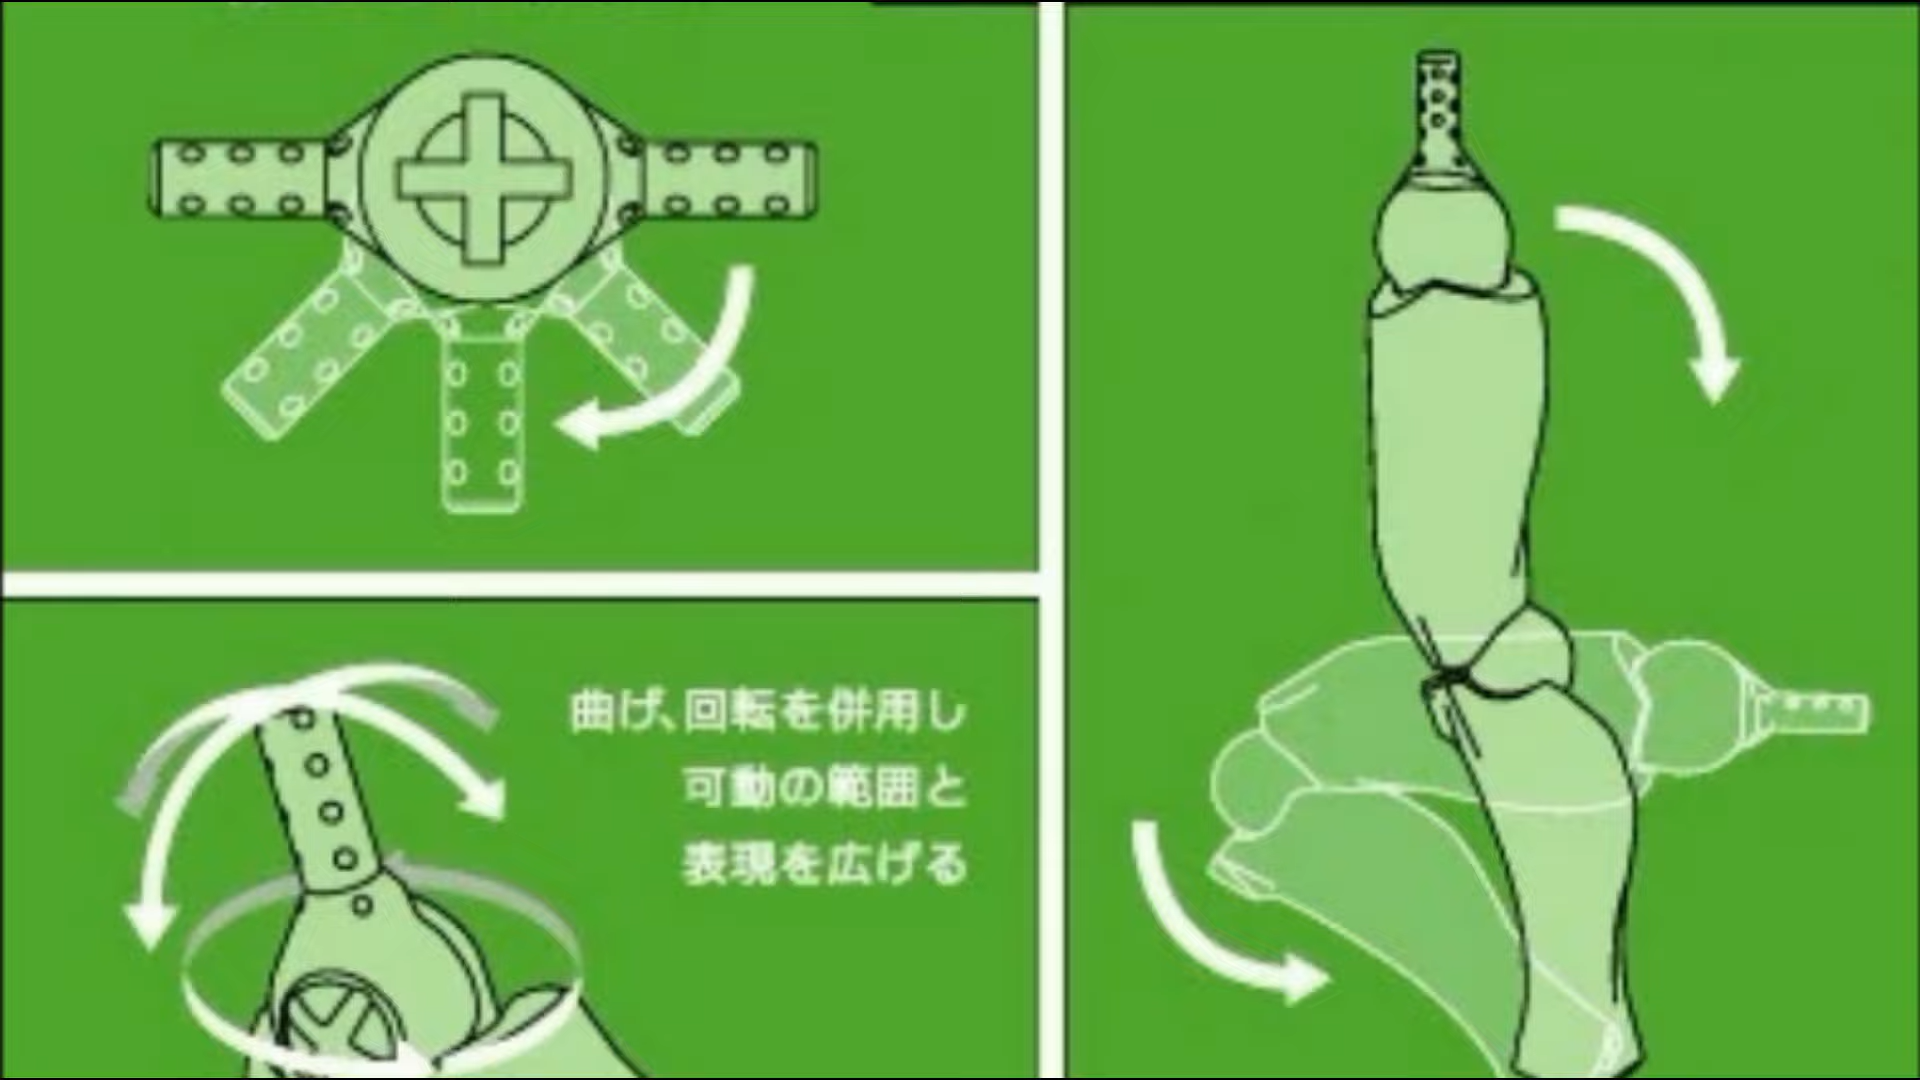 曲げ、回転を併用し
可動の範囲と
表現を広げる